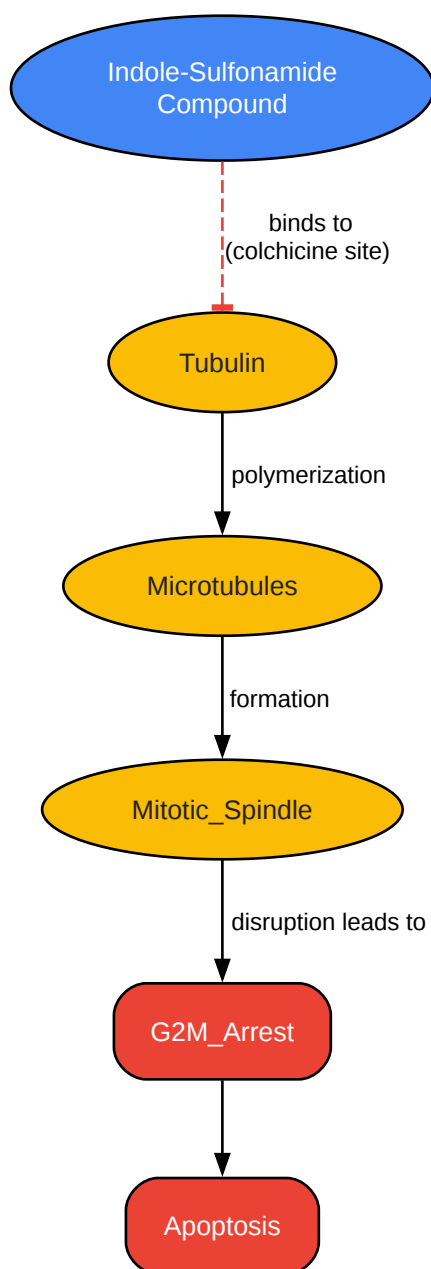 Indole-Sulfonamide
Compound
binds to
(colchicine site)
Tubulin
polymerization
Microtubules
formation
Mitotic_Spindle
disruption leads to
G2M_Arrest
Apoptosis